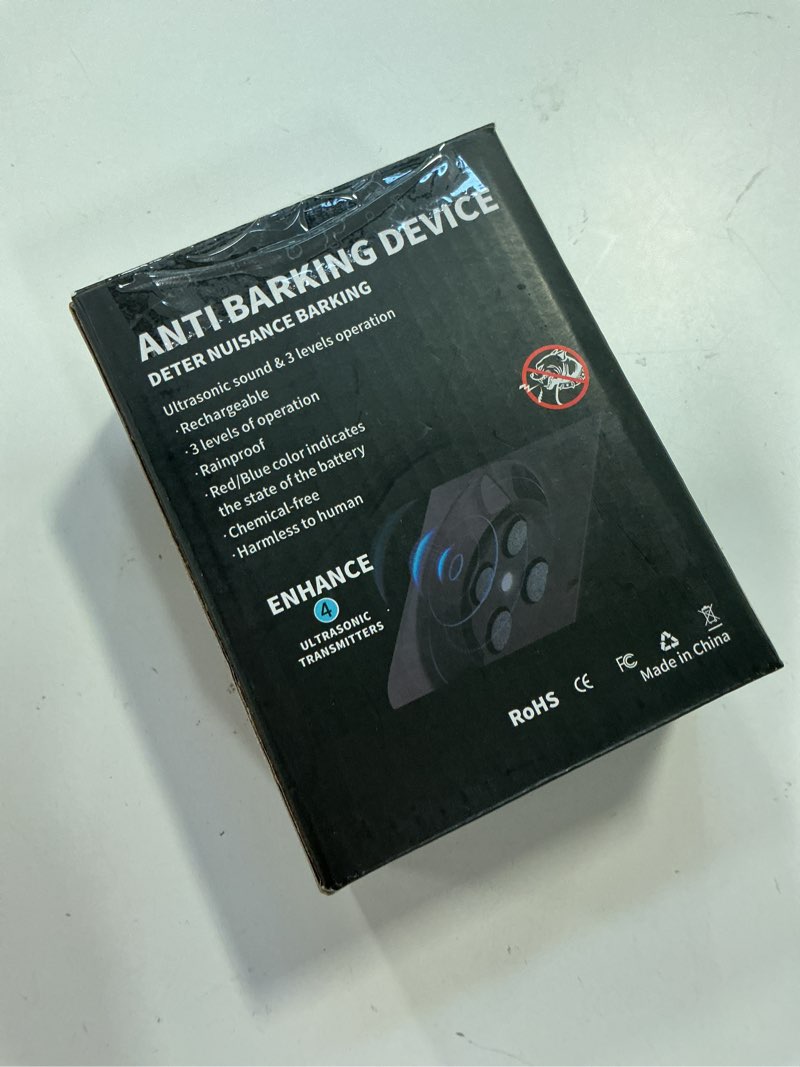 ANTI BARKING DEVICE
DETER NUISANCE BARKING
Ultrasonic sound & 3 levels operation
·Rechargeable
·3 levels of operation
·Rainproof
·Red/Blue color indicates
the state of the battery
·Chemical-free
·Harmless to human
ENHANCE
4
ULTRASONIC
TRANSMITTERS
RoHS CE FC Made in China